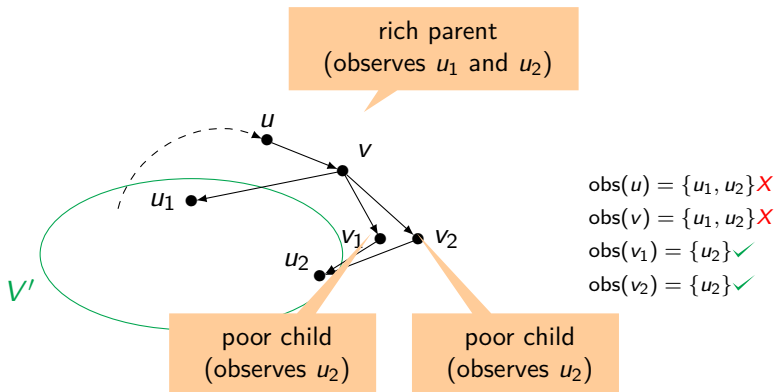 rich parent
(observes u₁ and u₂)
u
v
u₁
v₁
v₂
u₂
V′
obs(u) = {u₁, u₂}X
obs(v) = {u₁, u₂}X
obs(v₁) = {u₂}✓
obs(v₂) = {u₂}✓
poor child
(observes u₂)
poor child
(observes u₂)